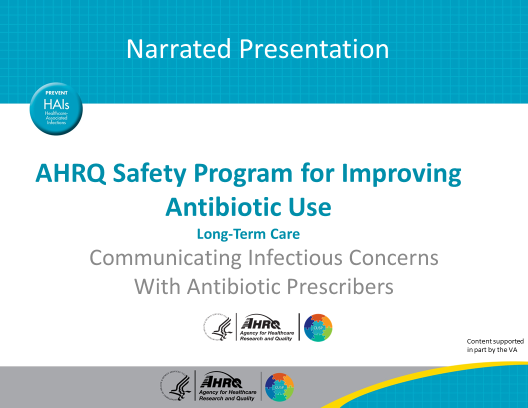 Narrated Presentation
PREVENT
HAIs
Healthcare-
Associated
Infections
AHRQ Safety Program for Improving
Antibiotic Use
Long-Term Care
Communicating Infectious Concerns
With Antibiotic Prescribers
AHRQ
Agency for Healthcare
Research and Quality
Content supported
in part by the VA
AHRQ
Agency for Healthcare
Research and Quality